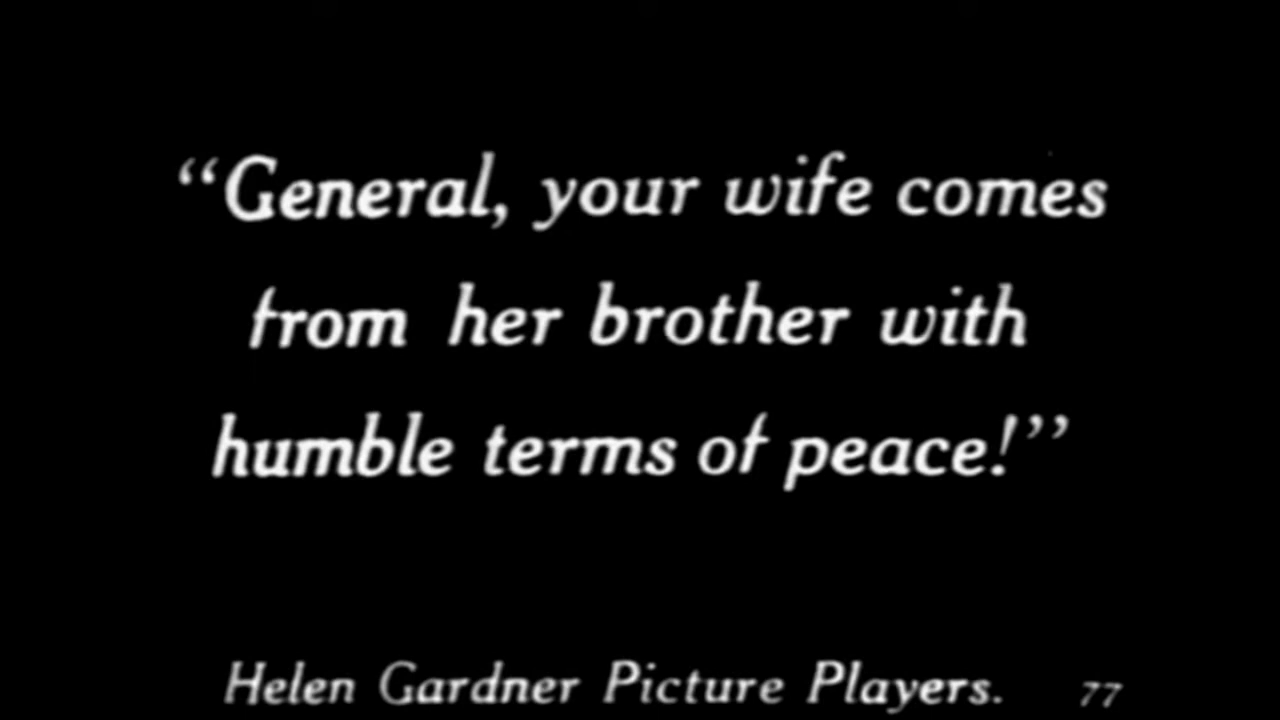 “General, your wife comes
from her brother with
humble terms of peace!”
Helen Gardner Picture Players. 77